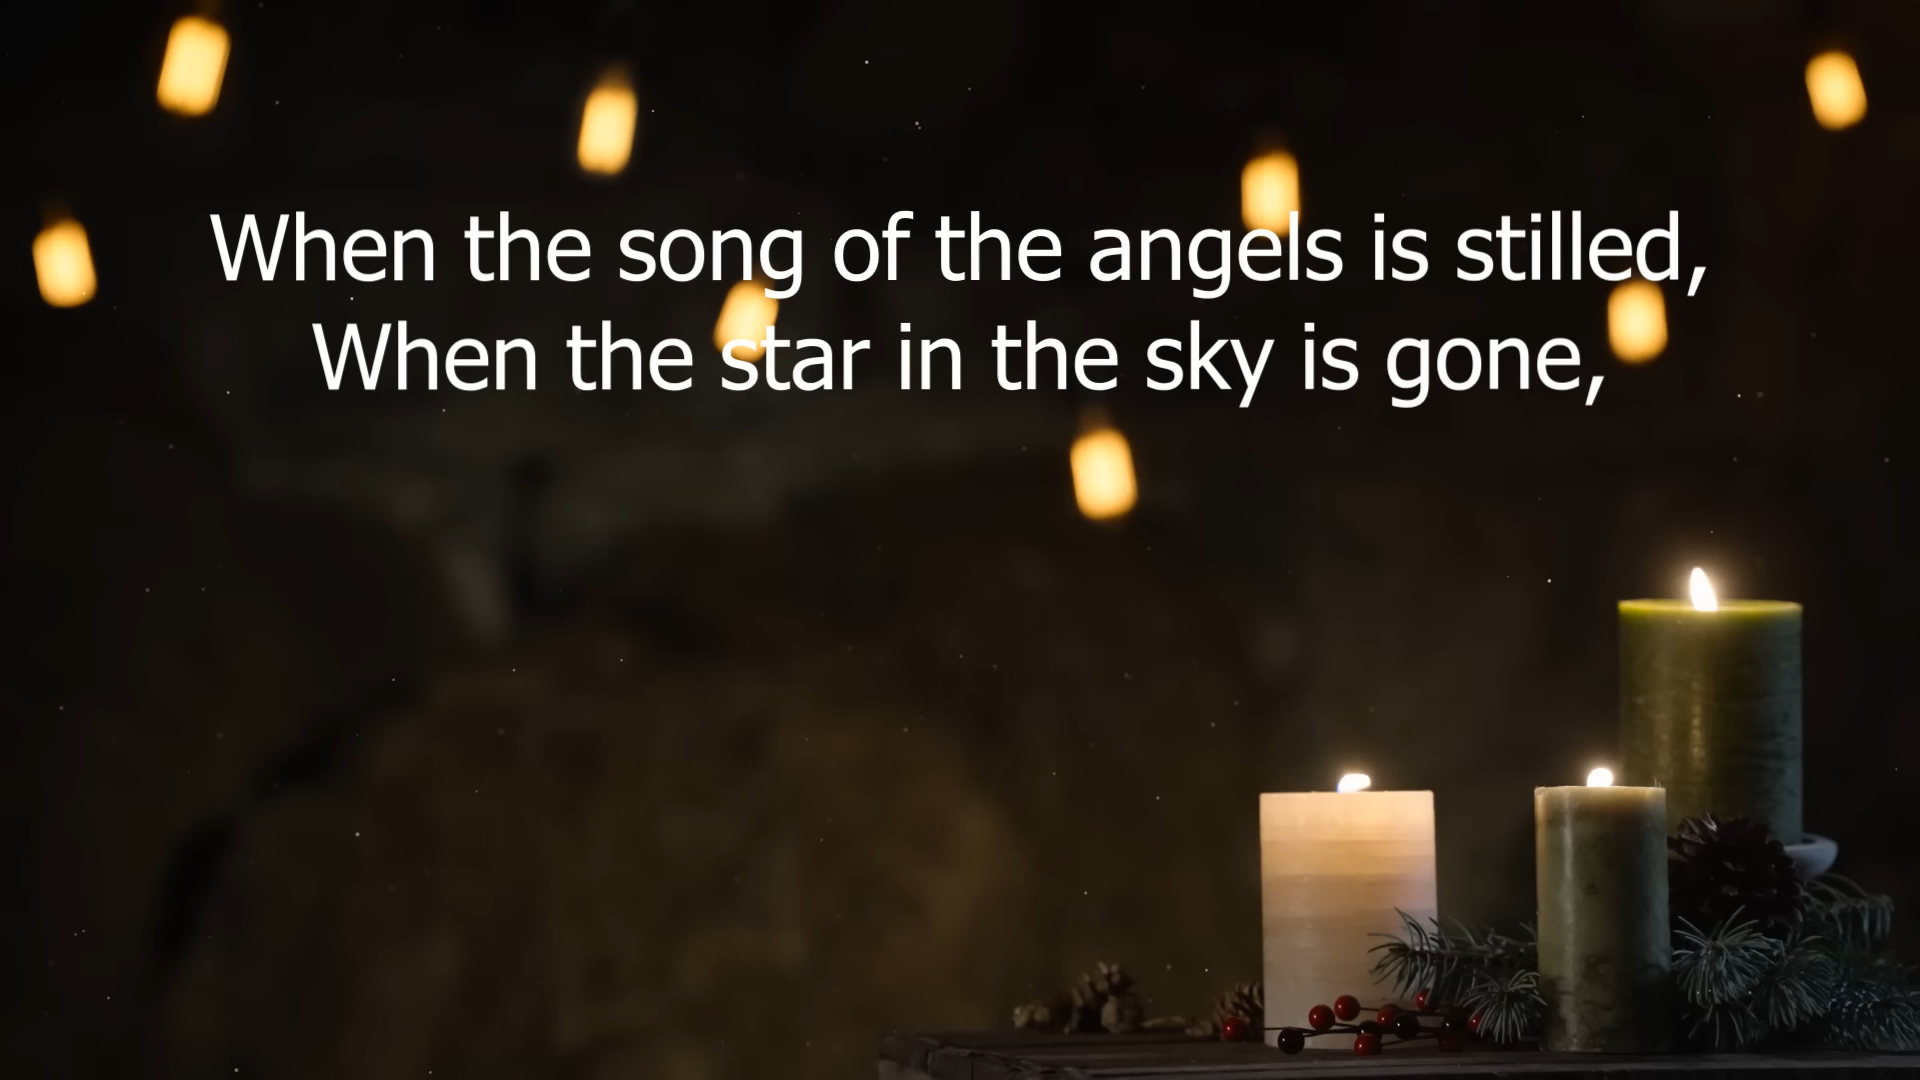 When the song of the angels is stilled,
When the star in the sky is gone,